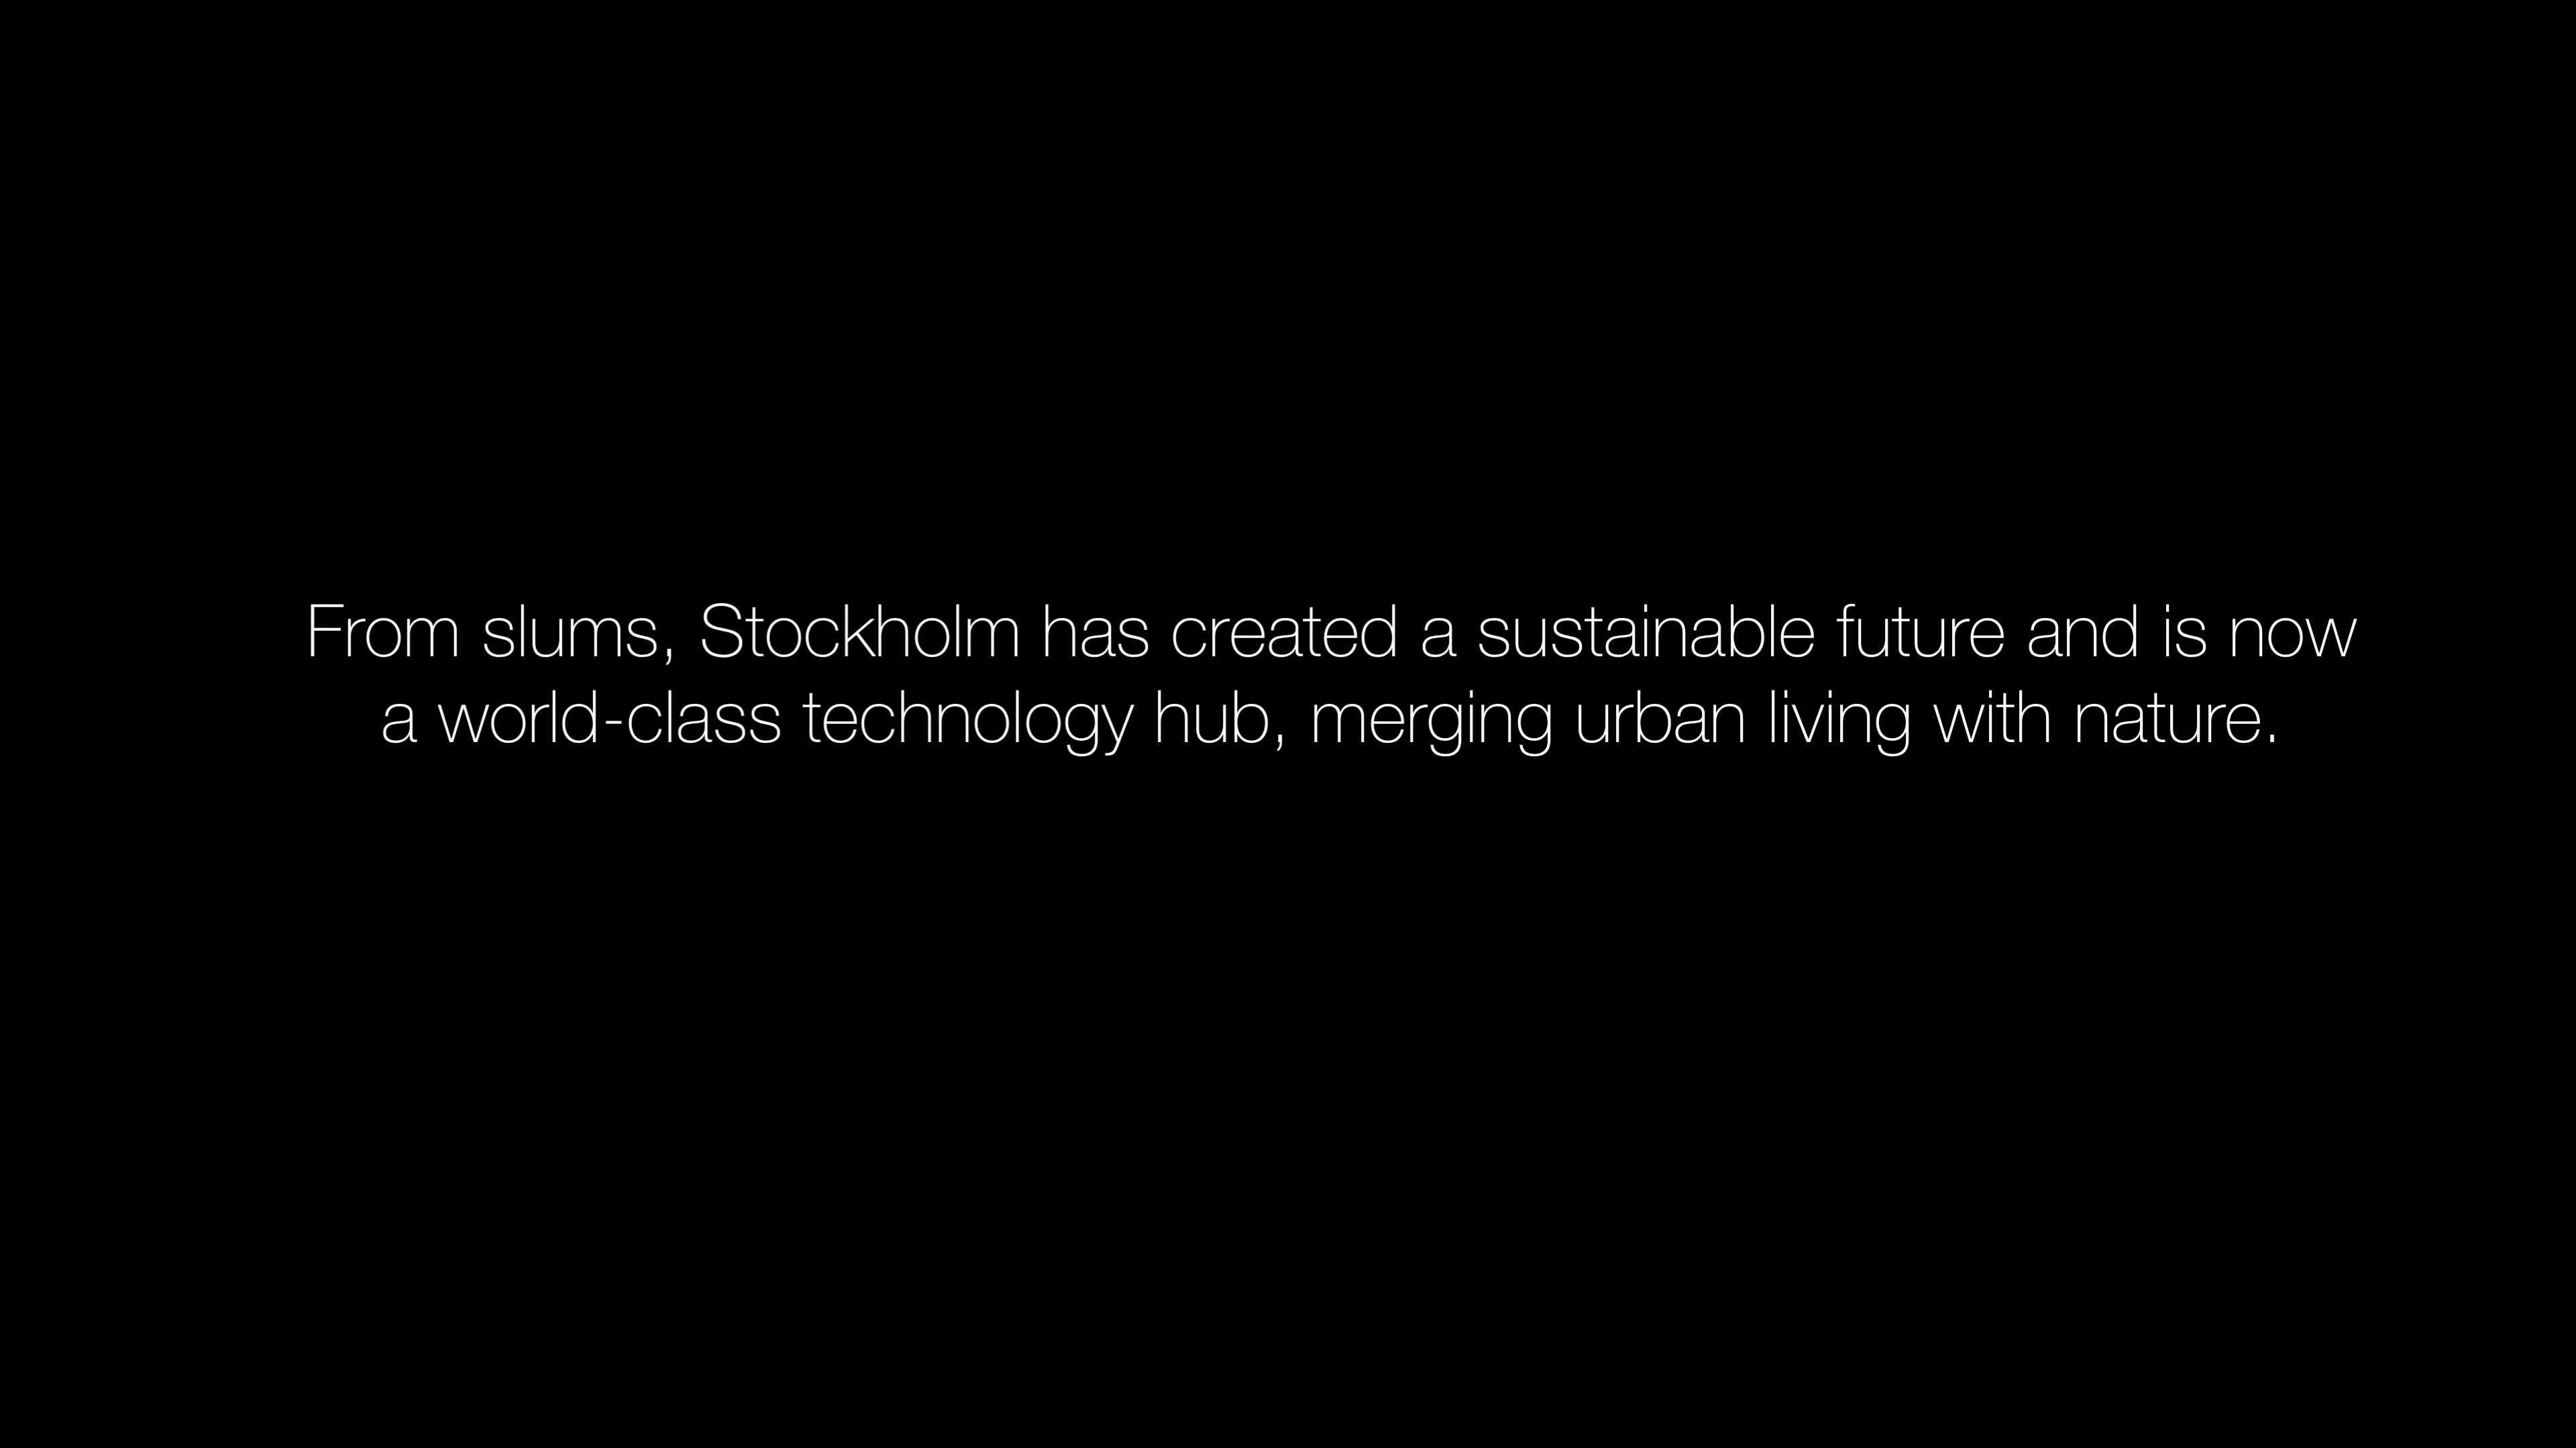 From slums, Stockholm has created a sustainable future and is now
a world-class technology hub, merging urban living with nature.